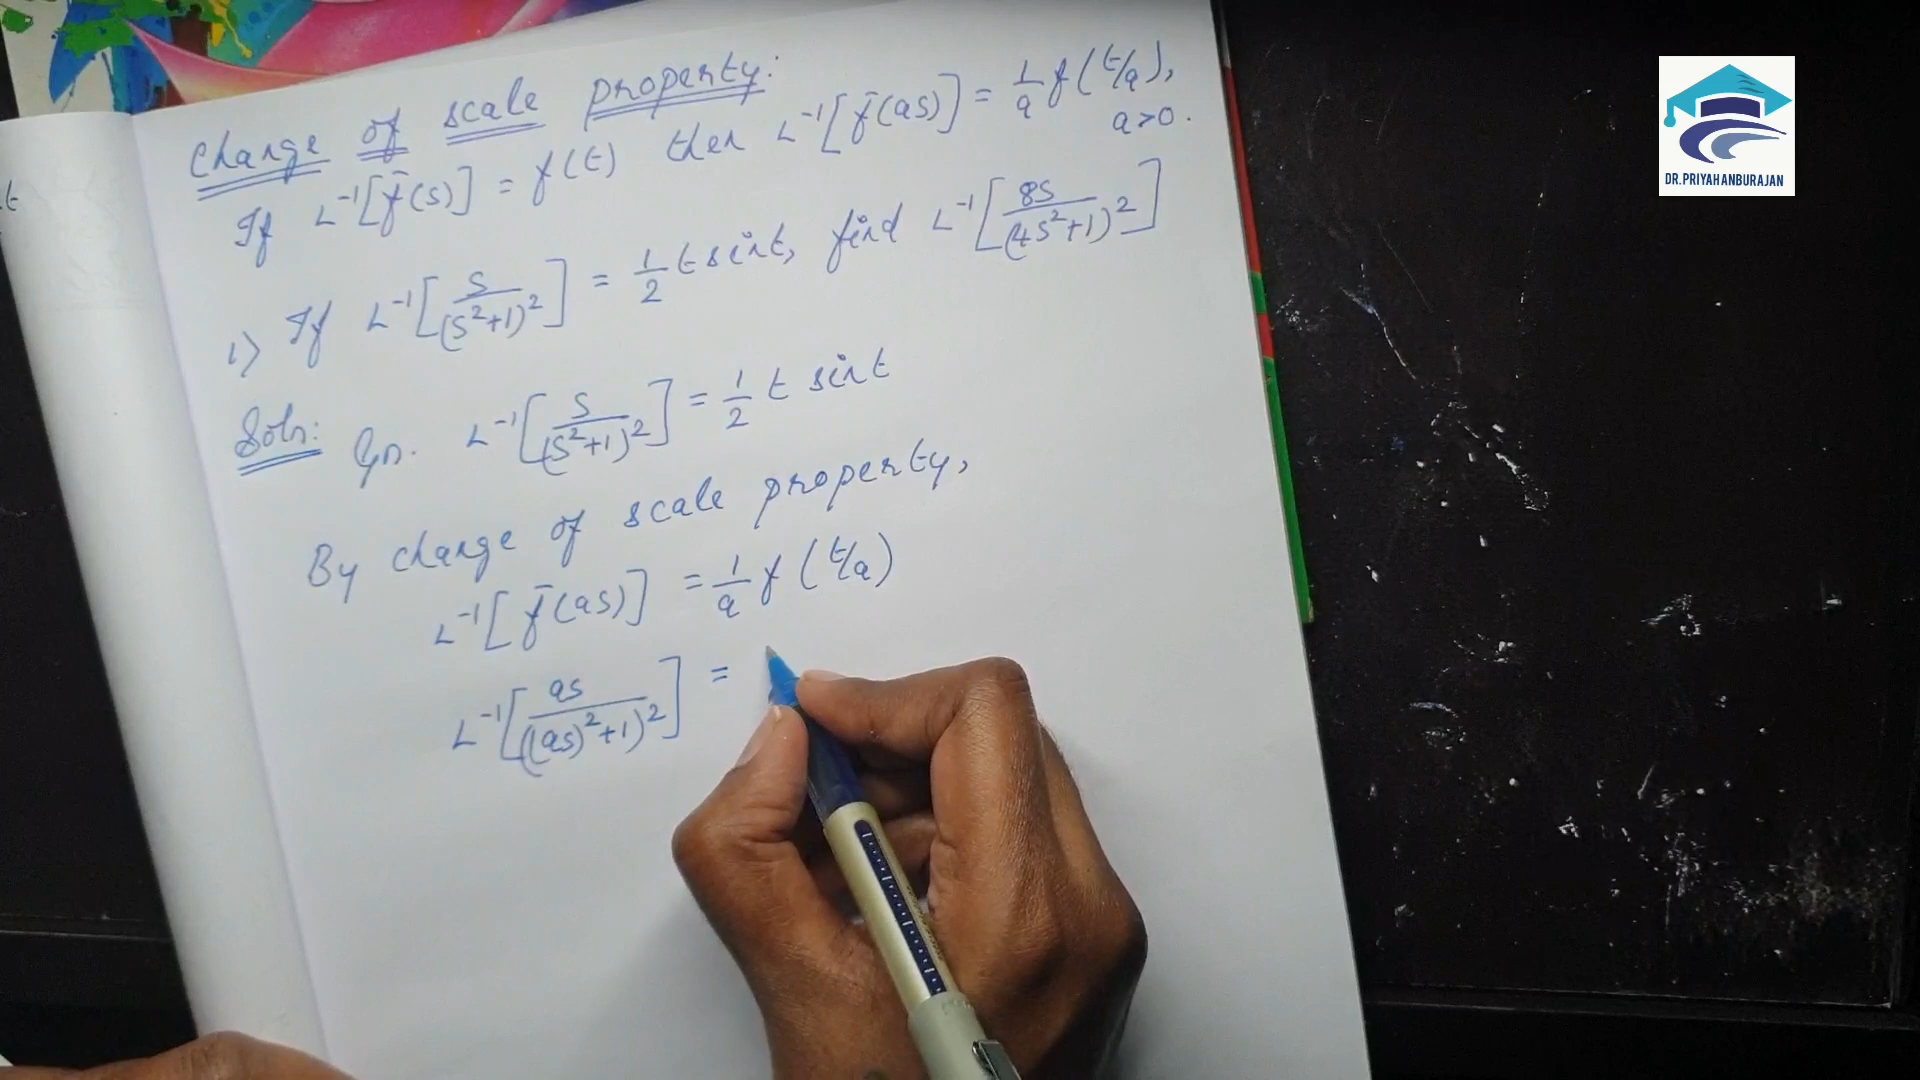 Change of scale property:
If L⁻¹[f̄(s)] = f(t) then L⁻¹[f̄(as)] = 1/a f(t/a),
a>0.
1) If L⁻¹[s/(s²+1)²] = 1/2 t sint, find L⁻¹[8s/(4s²+1)²]
Soln: Gn. L⁻¹[s/(s²+1)²] = 1/2 t sint
By change of scale property,
L⁻¹[f̄(as)] = 1/a f(t/a)
L⁻¹[as/((as)²+1)²] =
DR.PRIYAHANBURAJAN